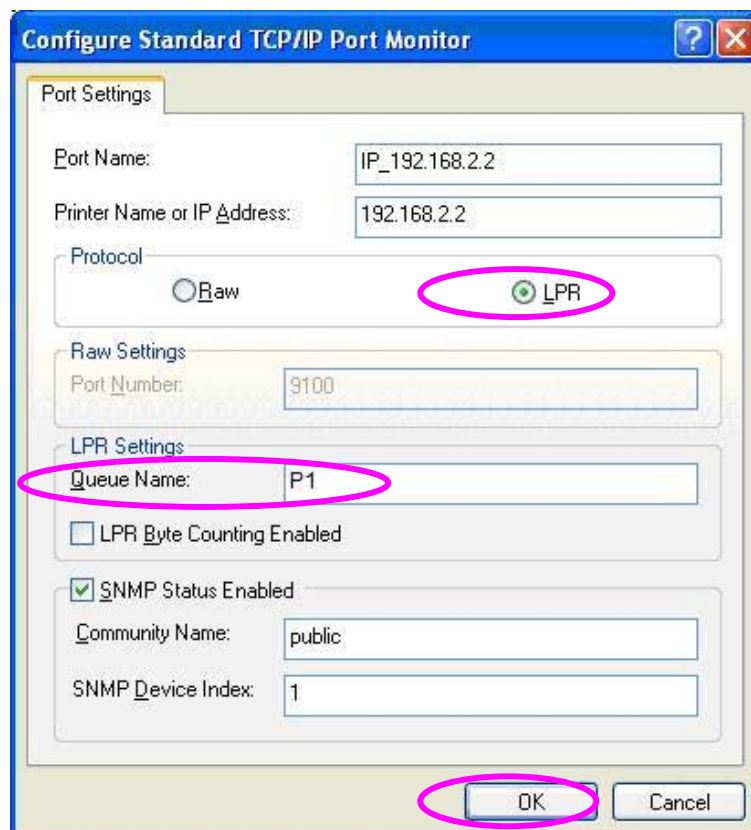 Configure Standard TCP/IP Port Monitor
Port Settings
Port Name: IP_192.168.2.2
Printer Name or IP Address: 192.168.2.2
Protocol
Raw LPR
Raw Settings
Port Number: 9100
LPR Settings
Queue Name: P1
LPR Byte Counting Enabled
SNMP Status Enabled
Community Name: public
SNMP Device Index: 1
OK Cancel